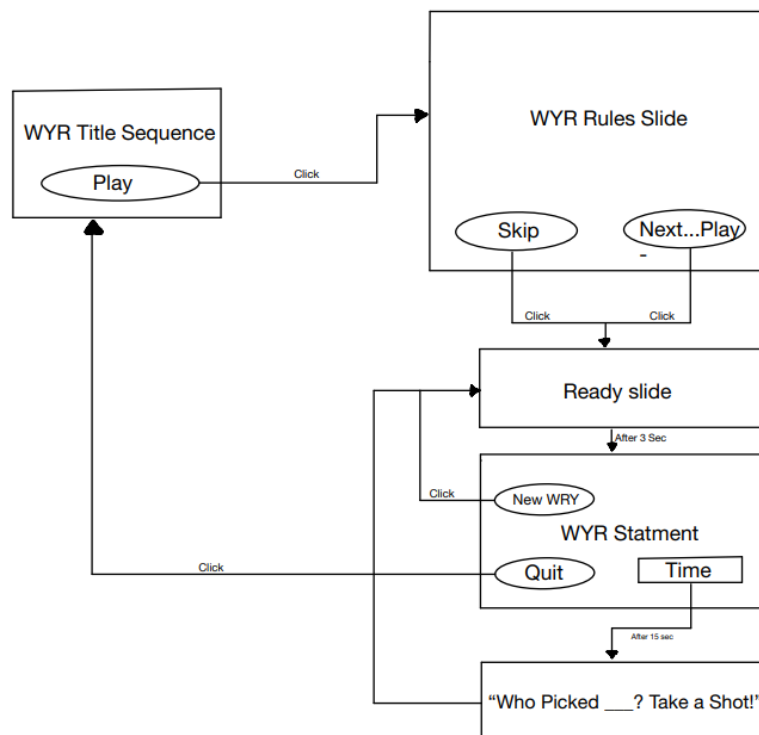 WYR Title Sequence
Play
Click
WYR Rules Slide
Skip
Next...Play
-
Click
Click
Ready slide
After 3 Sec
New WRY
Click
WYR Statment
Quit
Click
Time
After 15 sec
“Who Picked ___? Take a Shot!”